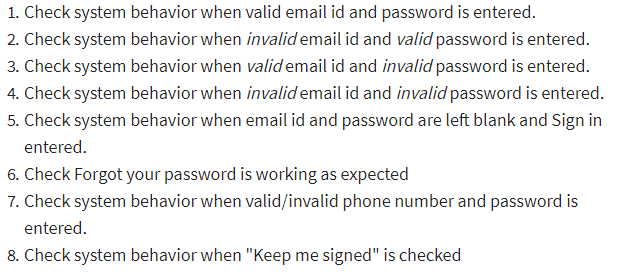 1. Check system behavior when valid email id and password is entered.
2. Check system behavior when invalid email id and valid password is entered.
3. Check system behavior when valid email id and invalid password is entered.
4. Check system behavior when invalid email id and invalid password is entered.
5. Check system behavior when email id and password are left blank and Sign in
entered.
6. Check Forgot your password is working as expected
7. Check system behavior when valid/invalid phone number and password is
entered.
8. Check system behavior when "Keep me signed" is checked